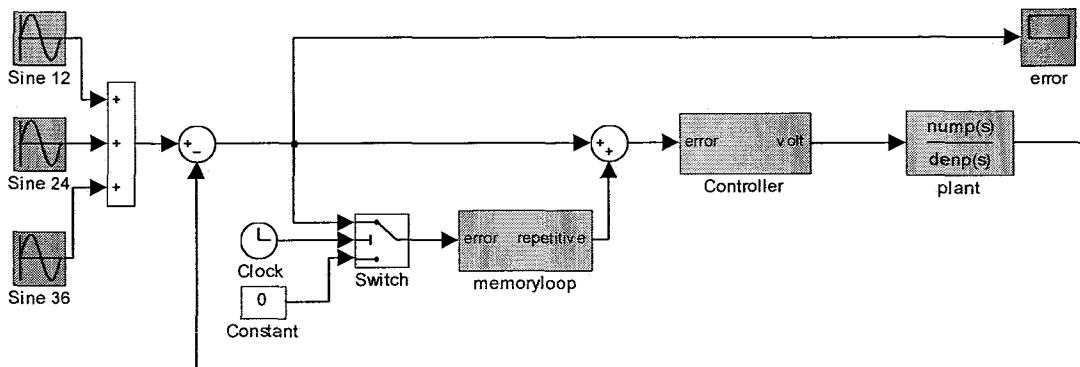 Sine 12
Sine 24
Sine 36
+
+
+
+
-
Clock
0
Constant
Switch
error repetitive
memoryloop
+
+
error volt
Controller
nump(s)
denp(s)
plant
error